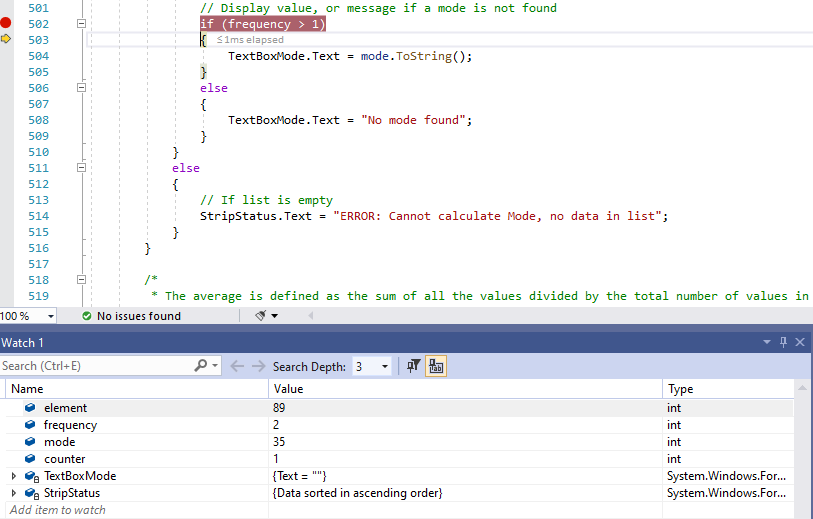 501 // Display value, or message if a mode is not found
502 if (frequency > 1)
503 { ≤1ms elapsed
504 TextBoxMode.Text = mode.ToString();
505 }
506 else
507 {
508 TextBoxMode.Text = "No mode found";
509 }
510 }
511 else
512 {
513 // If list is empty
514 StripStatus.Text = "ERROR: Cannot calculate Mode, no data in list";
515 }
516 }
517
518 /*
519 * The average is defined as the sum of all the values divided by the total number of values in
100 % No issues found
Watch 1
Search (Ctrl+E) Search Depth: 3
Name Value Type
element 89 int
frequency 2 int
mode 35 int
counter 1 int
TextBoxMode {Text = ""} System.Windows.For...
StripStatus {Data sorted in ascending order} System.Windows.For...
Add item to watch